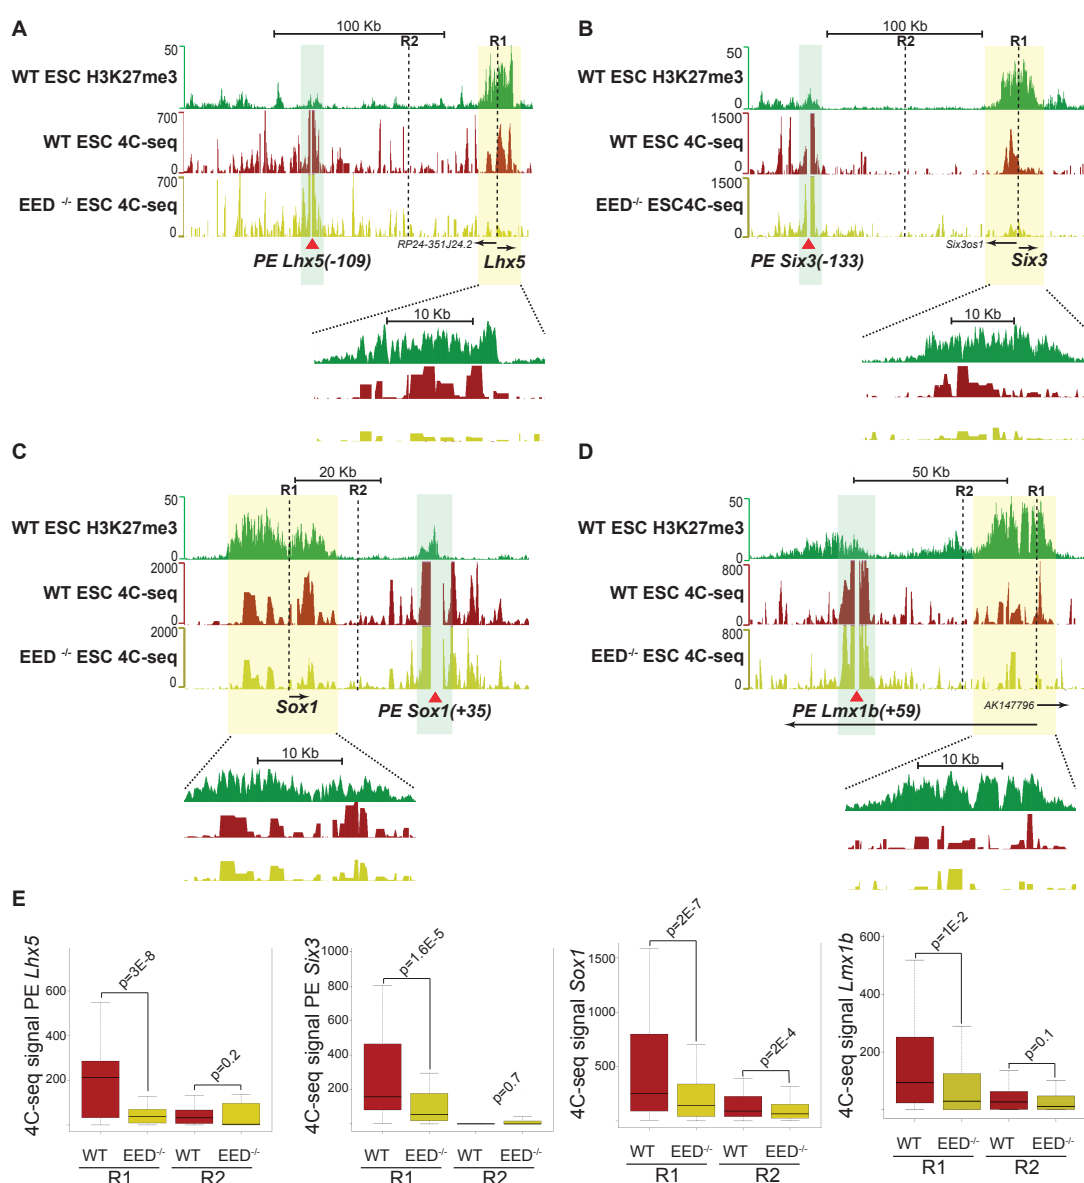 A
100 Kb
R2
R1
50
WT ESC H3K27me3
0
700
WT ESC 4C-seq
0
700
EED -/- ESC 4C-seq
0
RP24-351J24.2
PE Lhx5(-109)
Lhx5
10 Kb
B
100 Kb
R2
R1
50
WT ESC H3K27me3
0
1500
WT ESC 4C-seq
0
1500
EED-/- ESC4C-seq
0
Six3os1
PE Six3(-133)
Six3
10 Kb
C
20 Kb
R1
R2
50
WT ESC H3K27me3
0
2000
WT ESC 4C-seq
0
2000
EED -/- ESC 4C-seq
0
Sox1
PE Sox1(+35)
10 Kb
D
50 Kb
R2
R1
50
WT ESC H3K27me3
0
800
WT ESC 4C-seq
0
800
EED-/- ESC 4C-seq
0
AK147796
PE Lmx1b(+59)
10 Kb
E
4C-seq signal PE Lhx5
600
400
200
p=3E-8
p=0.2
WT EED-/- WT EED-/-
R1 R2
4C-seq signal PE Six3
1000
800
600
400
200
0
p=1.6E-5
p=0.7
WT EED-/- WT EED-/-
R1 R2
4C-seq signal Sox1
1500
1000
500
0
p=2E-7
p=2E-4
WT EED-/- WT EED-/-
R1 R2
4C-seq signal Lmx1b
600
400
200
0
p=1E-2
p=0.1
WT EED-/- WT EED-/-
R1 R2